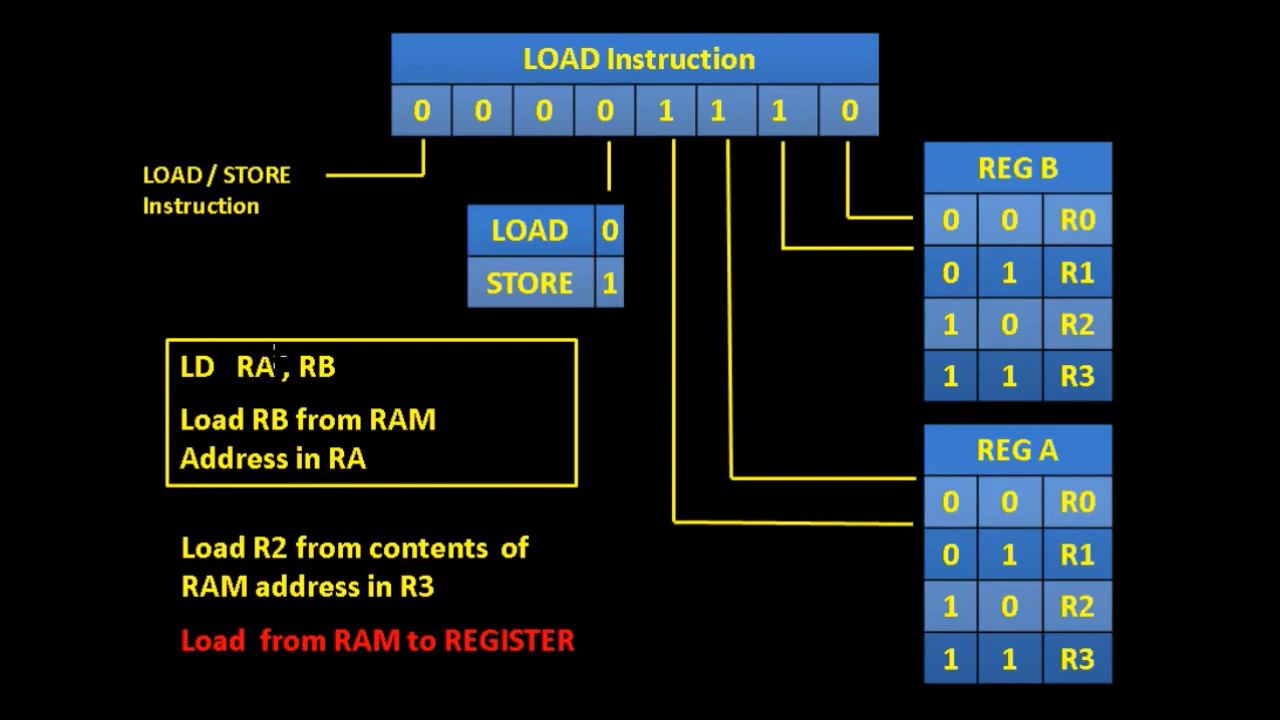 LOAD Instruction
0 0 0 0 1 1 1 0
LOAD / STORE
Instruction
LOAD 0
STORE 1
REG B
0 0 R0
0 1 R1
1 0 R2
1 1 R3
LD RA , RB
Load RB from RAM
Address in RA
REG A
0 0 R0
0 1 R1
1 0 R2
1 1 R3
Load R2 from contents of
RAM address in R3
Load from RAM to REGISTER